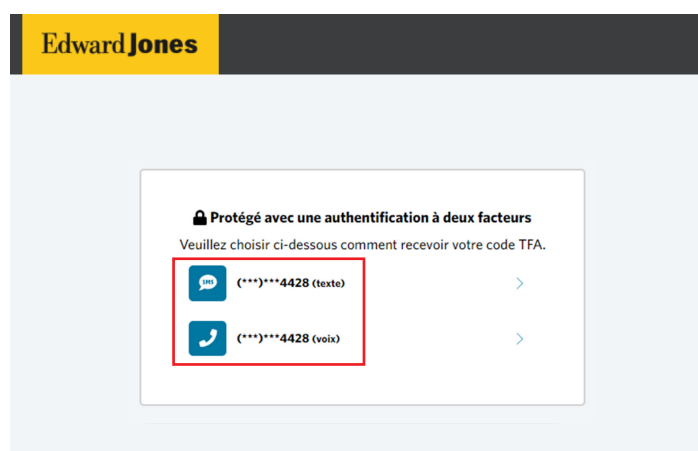 Edward Jones
Protégé avec une authentification à deux facteurs
Veuillez choisir ci-dessous comment recevoir votre code TFA.
SMS (***)***4428 (texte)
(***)***4428 (voix)